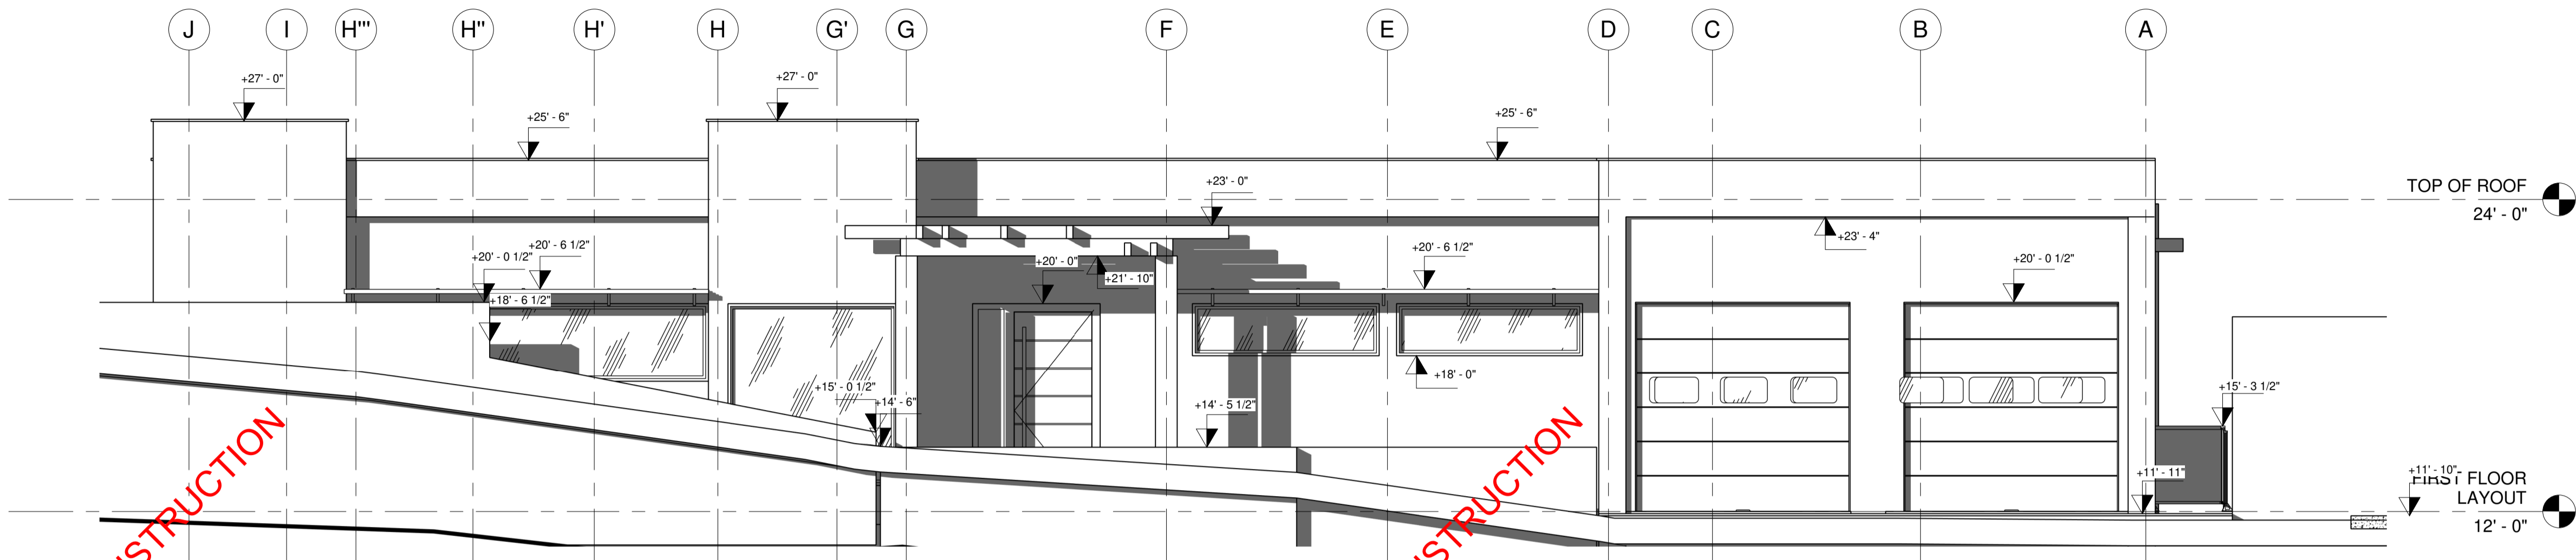 J I H''' H'' H' H G' G F E D C B A
+27' - 0"
+27' - 0"
+25' - 6"
+25' - 6"
+23' - 0"
TOP OF ROOF
24' - 0"
+23' - 4"
+20' - 0 1/2"
+20' - 6 1/2"
+18' - 6 1/2"
+20' - 0"
+21' - 10"
+20' - 6 1/2"
+20' - 0 1/2"
+15' - 0 1/2"
+14' - 6"
+14' - 5 1/2"
+18' - 0"
+15' - 3 1/2"
+11' - 11"
+11' - 10"
FIRST FLOOR
LAYOUT
12' - 0"
NSTRUCTION
NSTRUCTION